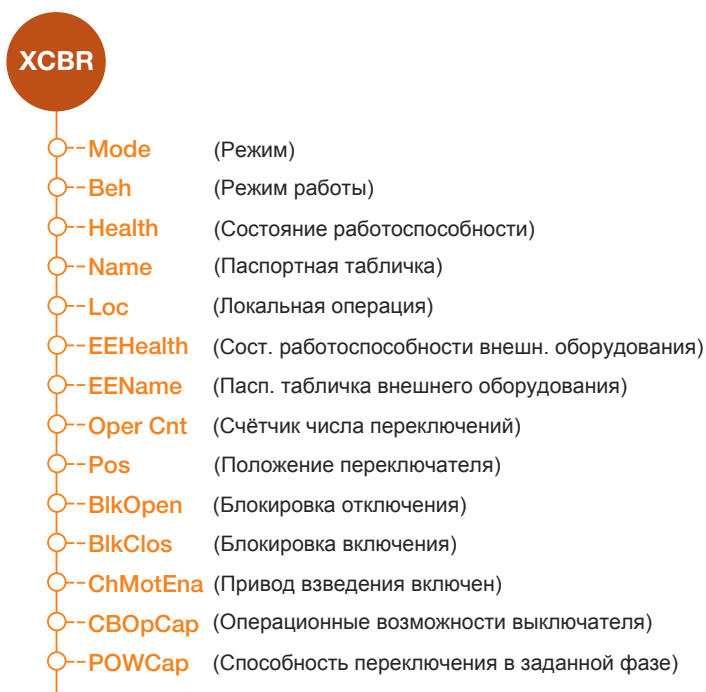 XCBR
Mode (Режим)
Beh (Режим работы)
Health (Состояние работоспособности)
Name (Паспортная табличка)
Loc (Локальная операция)
EEHealth (Сост. работоспособности внешн. оборудования)
EEName (Пасп. табличка внешнего оборудования)
Oper Cnt (Счётчик числа переключений)
Pos (Положение переключателя)
BlkOpen (Блокировка отключения)
BlkClos (Блокировка включения)
ChMotEna (Привод взведения включен)
CBOpCap (Операционные возможности выключателя)
POWCap (Способность переключения в заданной фазе)